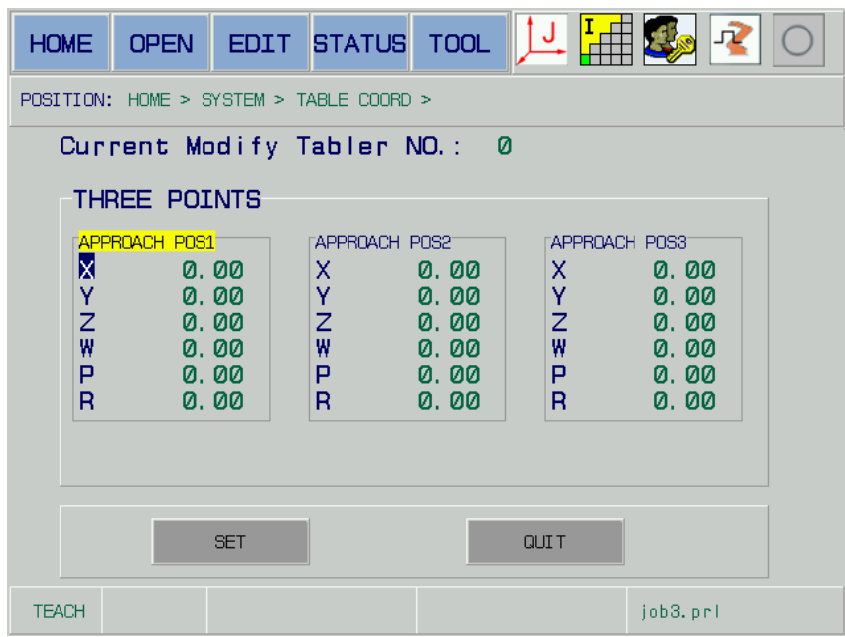 HOME OPEN EDIT STATUS TOOL J I
POSITION: HOME > SYSTEM > TABLE COORD >
Current Modify Tabler NO.: 0
THREE POINTS
APPROACH POS1 APPROACH POS2 APPROACH POS3
X 0.00 X 0.00 X 0.00
Y 0.00 Y 0.00 Y 0.00
Z 0.00 Z 0.00 Z 0.00
W 0.00 W 0.00 W 0.00
P 0.00 P 0.00 P 0.00
R 0.00 R 0.00 R 0.00
SET QUIT
TEACH job3.prl